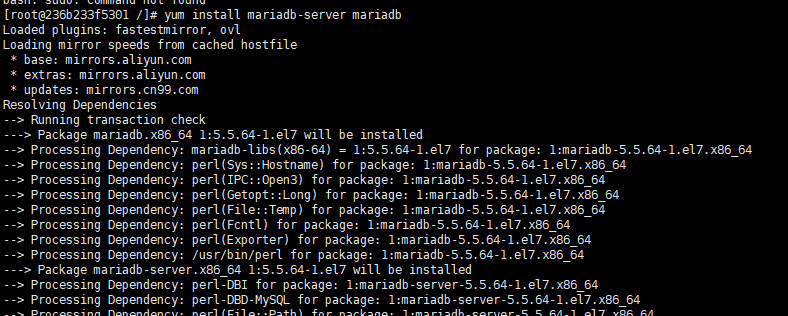 bash: sudo: command not found
[root@236b233f5301 /]# yum install mariadb-server mariadb
Loaded plugins: fastestmirror, ovl
Loading mirror speeds from cached hostfile
 * base: mirrors.aliyun.com
 * extras: mirrors.aliyun.com
 * updates: mirrors.cn99.com
Resolving Dependencies
--> Running transaction check
---> Package mariadb.x86_64 1:5.5.64-1.el7 will be installed
--> Processing Dependency: mariadb-libs(x86-64) = 1:5.5.64-1.el7 for package: 1:mariadb-5.5.64-1.el7.x86_64
--> Processing Dependency: perl(Sys::Hostname) for package: 1:mariadb-5.5.64-1.el7.x86_64
--> Processing Dependency: perl(IPC::Open3) for package: 1:mariadb-5.5.64-1.el7.x86_64
--> Processing Dependency: perl(Getopt::Long) for package: 1:mariadb-5.5.64-1.el7.x86_64
--> Processing Dependency: perl(File::Temp) for package: 1:mariadb-5.5.64-1.el7.x86_64
--> Processing Dependency: perl(Fcntl) for package: 1:mariadb-5.5.64-1.el7.x86_64
--> Processing Dependency: perl(Exporter) for package: 1:mariadb-5.5.64-1.el7.x86_64
--> Processing Dependency: /usr/bin/perl for package: 1:mariadb-5.5.64-1.el7.x86_64
---> Package mariadb-server.x86_64 1:5.5.64-1.el7 will be installed
--> Processing Dependency: perl-DBI for package: 1:mariadb-server-5.5.64-1.el7.x86_64
--> Processing Dependency: perl-DBD-MySQL for package: 1:mariadb-server-5.5.64-1.el7.x86_64
--> Processing Dependency: perl(File::Path) for package: 1:mariadb-server-5.5.64-1.el7.x86_64